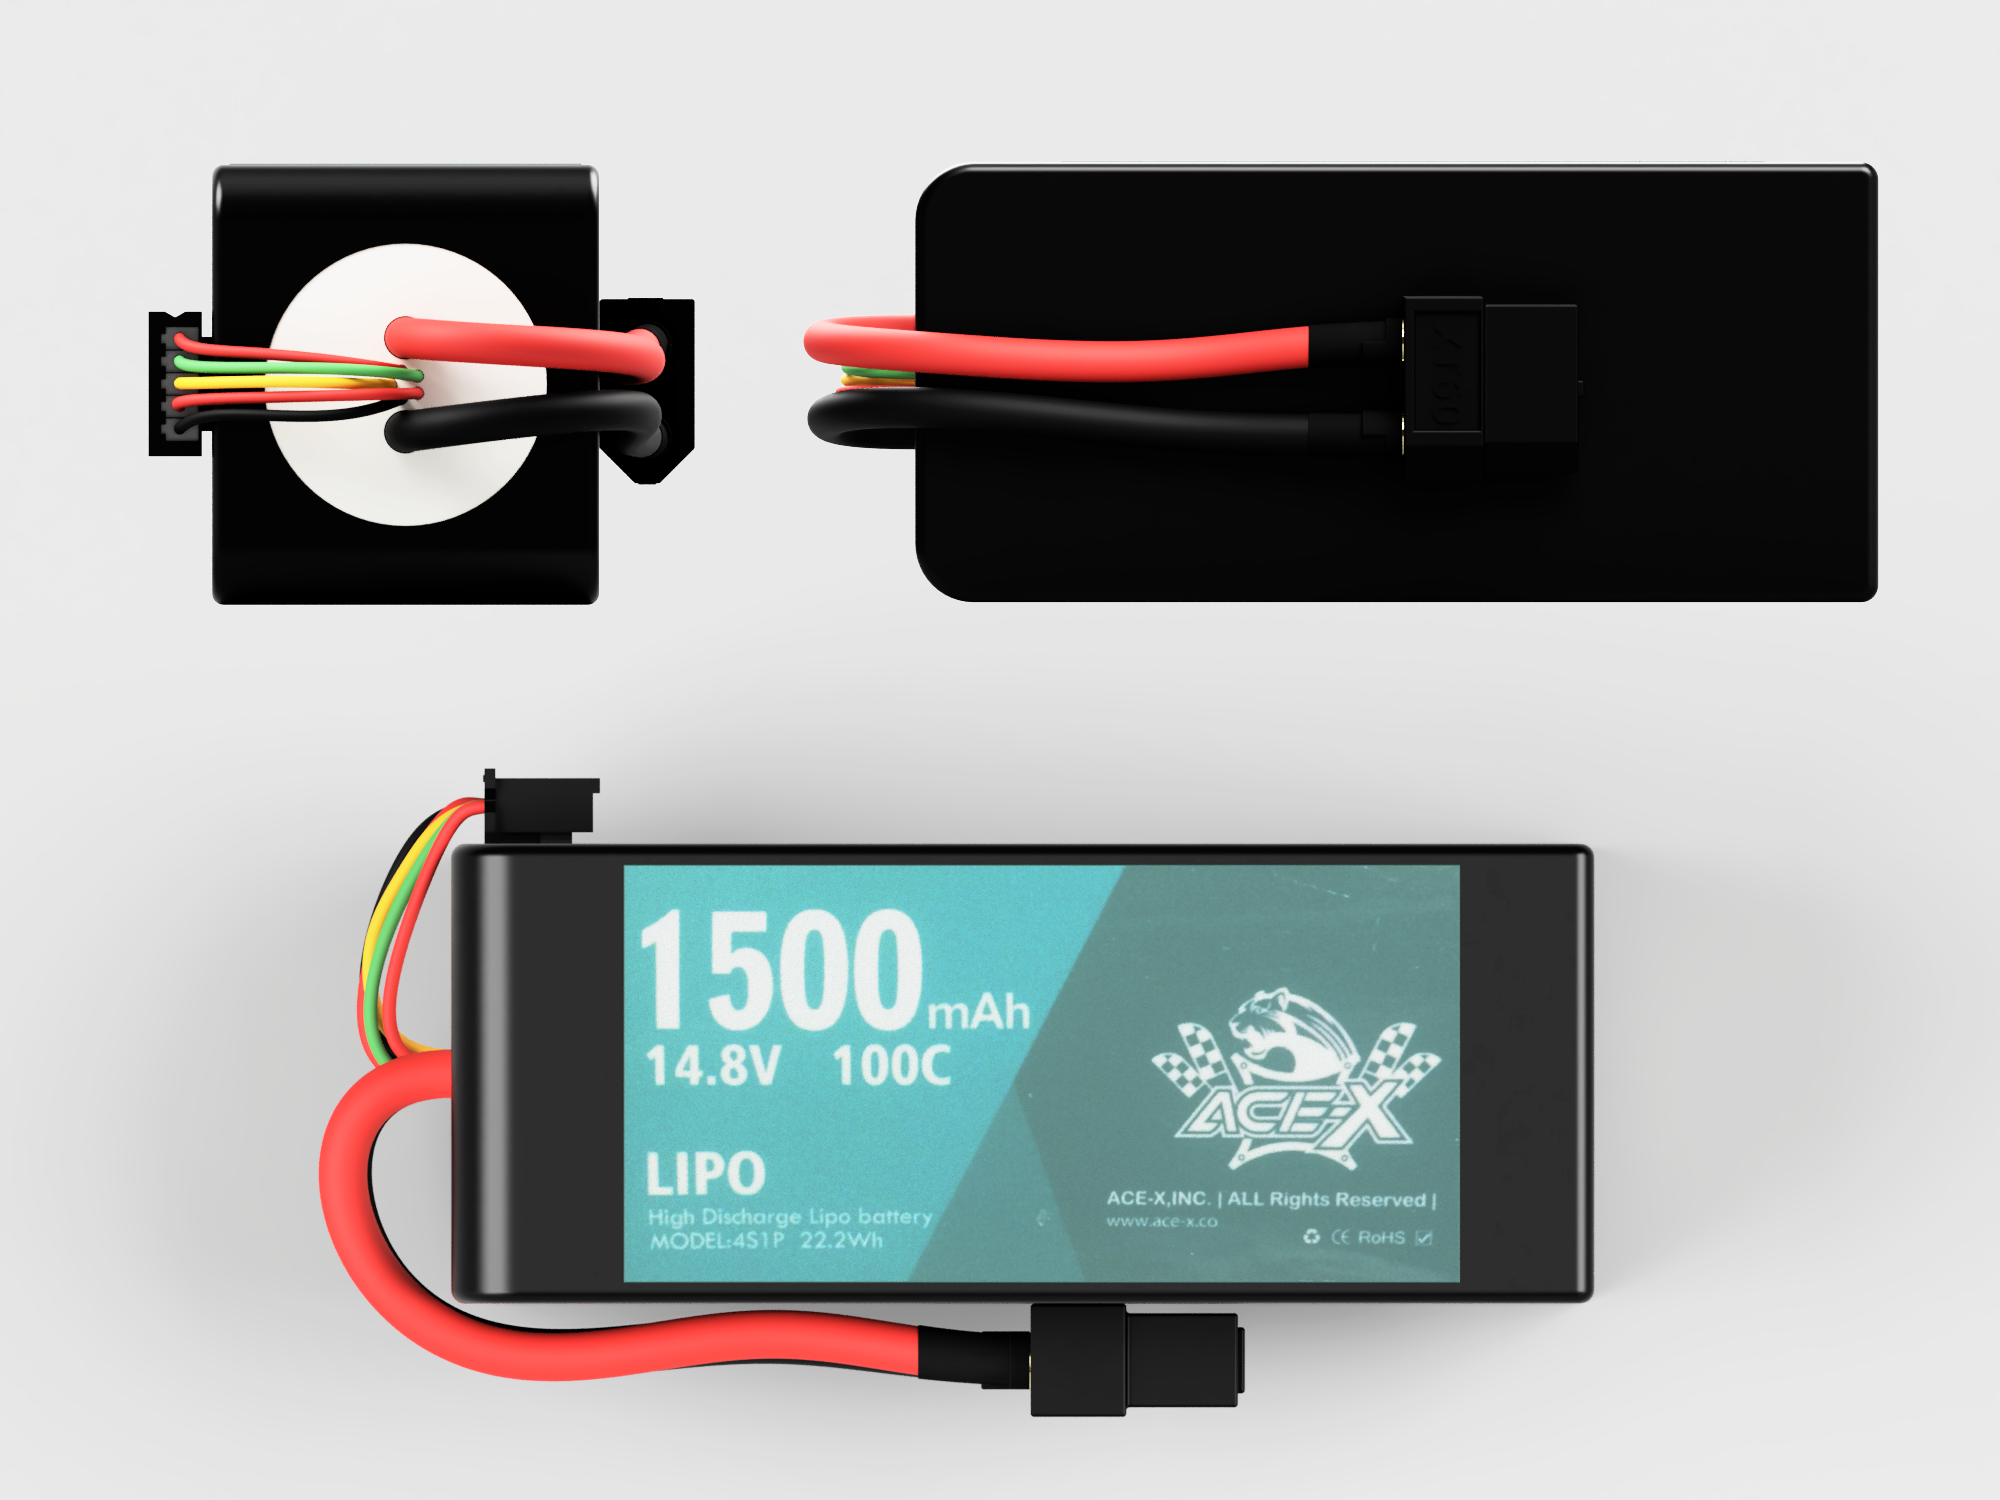 XT60
1500mAh
14.8V 100C
LIPO
High Discharge Lipo battery
MODEL:4S1P 22.2Wh
ACE-X
ACE-X,INC. | ALL Rights Reserved |
www.ace-x.co
CE RoHS